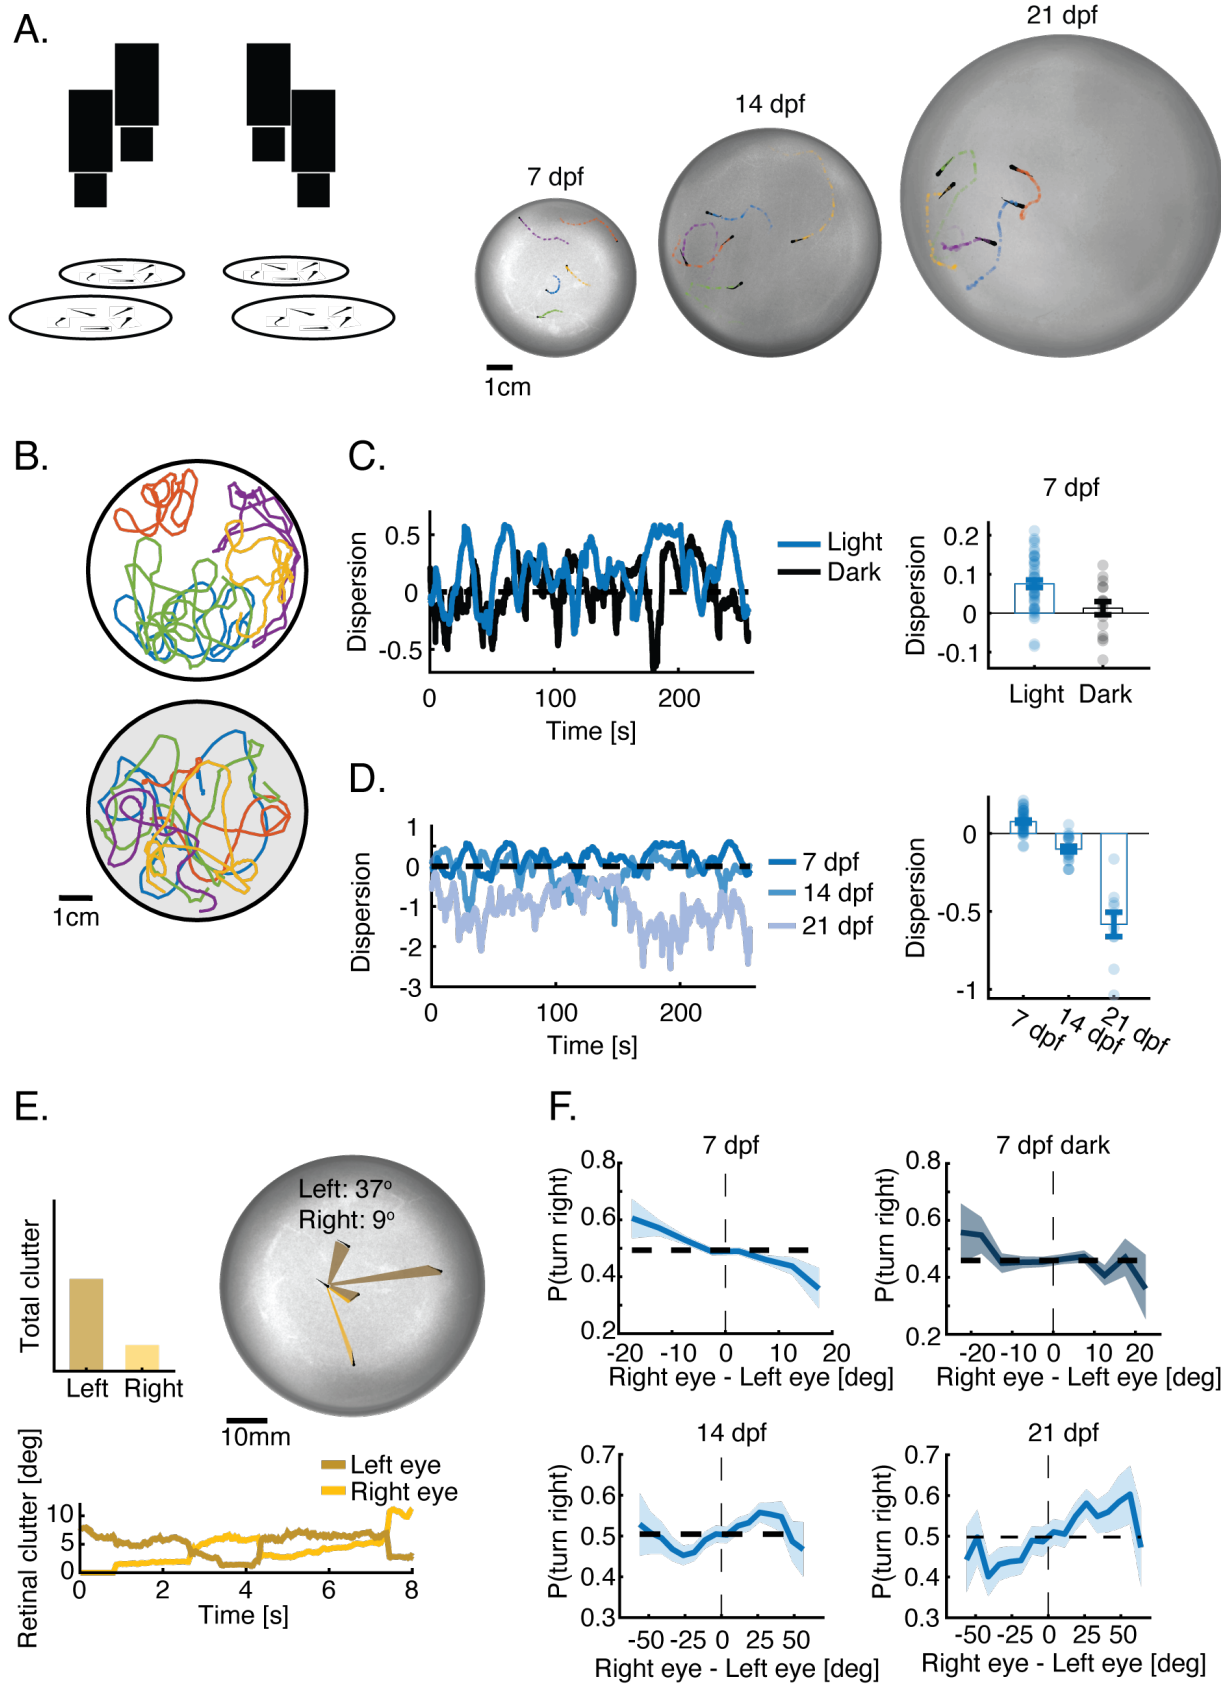 A.
7 dpf
14 dpf
21 dpf
1cm
B.
1cm
C.
Dispersion
0.5
0
-0.5
0
100
200
Time [s]
Light
Dark
7 dpf
Dispersion
0.2
0.1
0
-0.1
Light
Dark
D.
Dispersion
1
0
-1
-2
-3
0
100
200
Time [s]
7 dpf
14 dpf
21 dpf
Dispersion
0
-0.5
-1
7 dpf
14 dpf
21 dpf
E.
Total clutter
Left
Right
Left: 37°
Right: 9°
10mm
Left eye
Right eye
Retinal clutter [deg]
10
5
0
0
2
4
6
8
Time [s]
F.
7 dpf
P(turn right)
0.8
0.6
0.4
0.2
-20
-10
0
10
20
Right eye - Left eye [deg]
7 dpf dark
P(turn right)
0.8
0.6
0.4
0.2
-20
-10
0
10
20
Right eye - Left eye [deg]
14 dpf
P(turn right)
0.7
0.6
0.5
0.4
0.3
-50
-25
0
25
50
Right eye - Left eye [deg]
21 dpf
P(turn right)
0.7
0.6
0.5
0.4
0.3
-50
-25
0
25
50
Right eye - Left eye [deg]